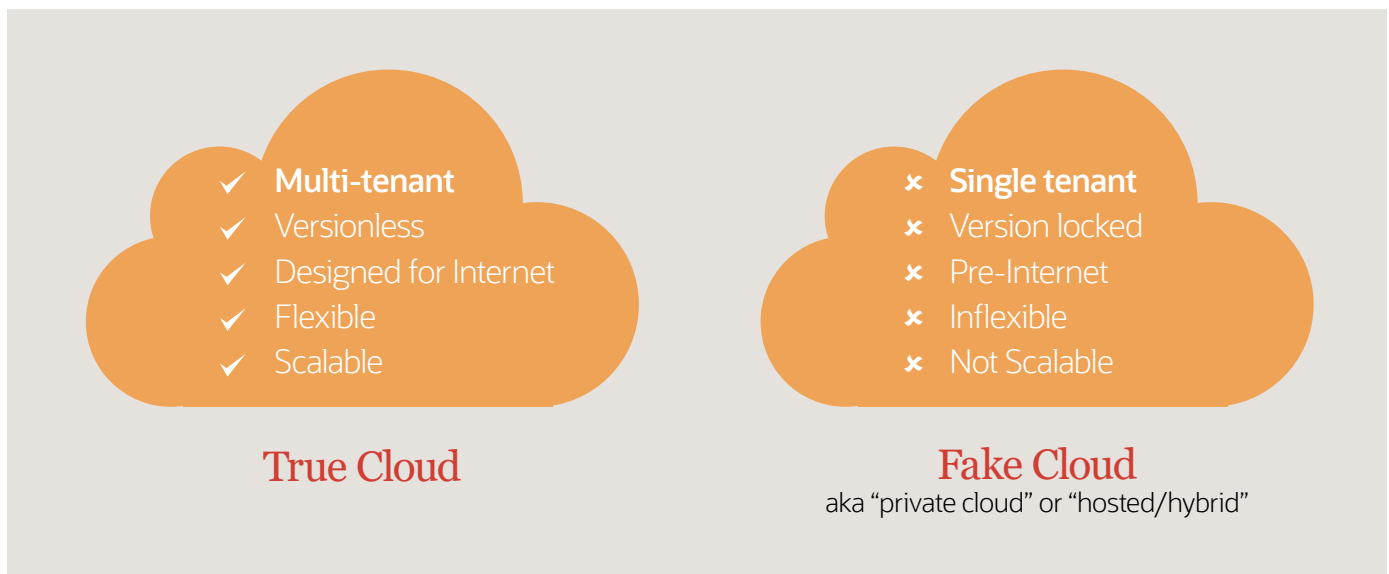 Multi-tenant
Versionless
Designed for Internet
Flexible
Scalable
True Cloud
Single tenant
Version locked
Pre-Internet
Inflexible
Not Scalable
Fake Cloud
aka “private cloud” or “hosted/hybrid”